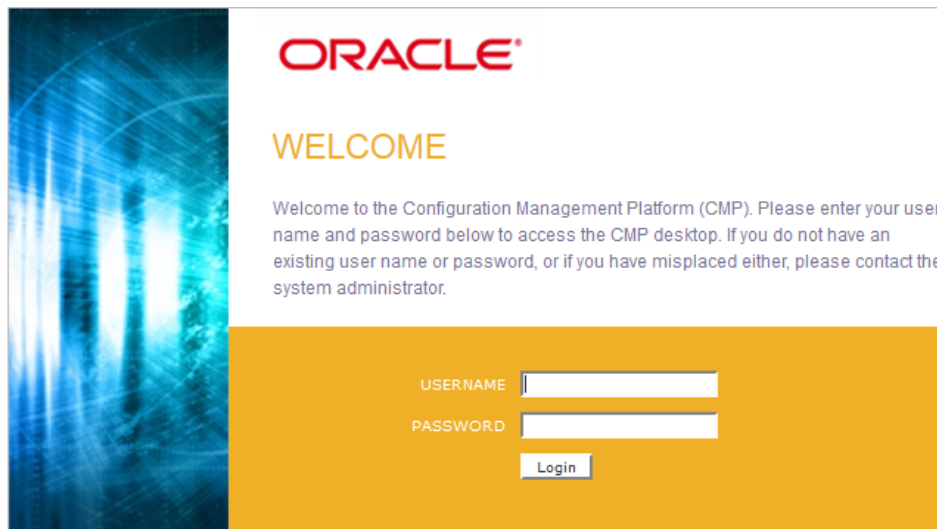 ORACLE
WELCOME
Welcome to the Configuration Management Platform (CMP). Please enter your user
name and password below to access the CMP desktop. If you do not have an
existing user name or password, or if you have misplaced either, please contact the
system administrator.
USERNAME
PASSWORD
Login